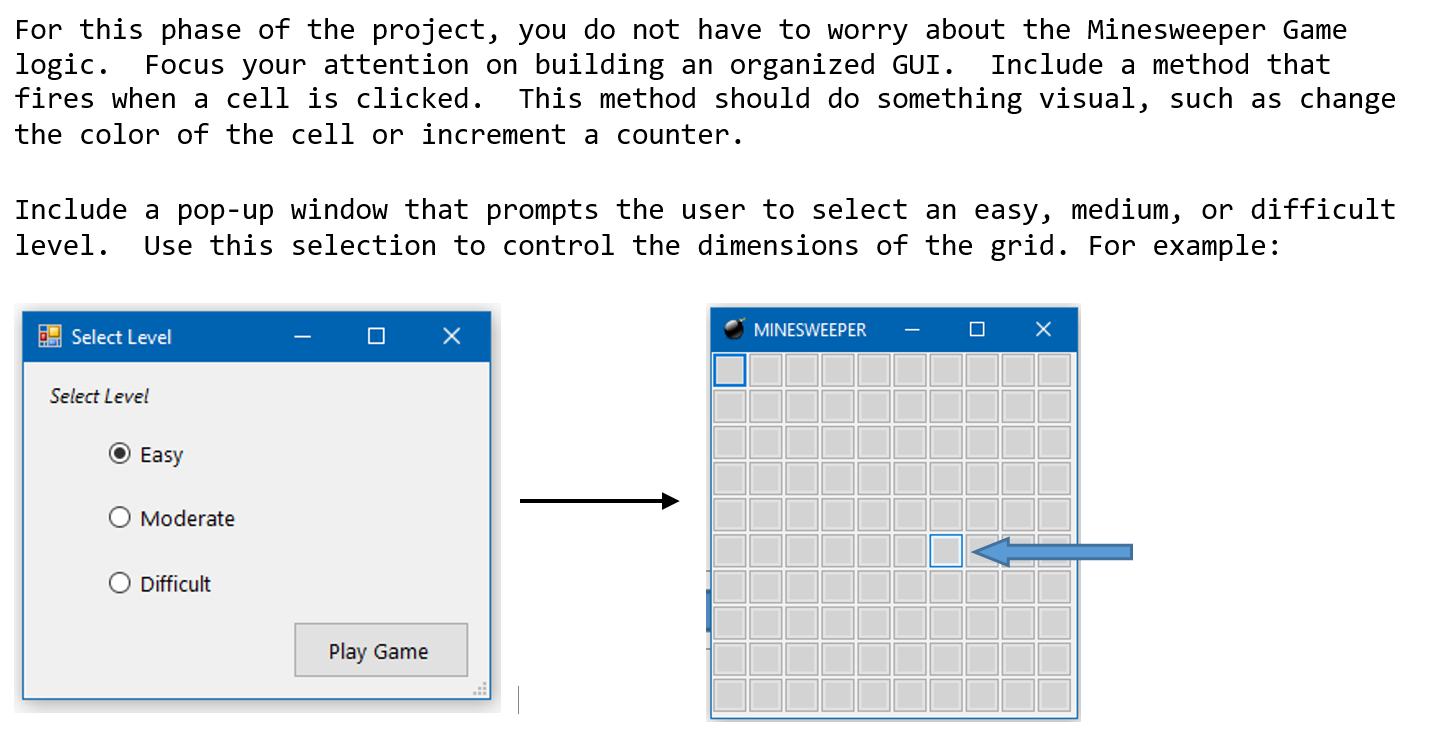 For this phase of the project, you do not have to worry about the Minesweeper Game
logic.  Focus your attention on building an organized GUI.  Include a method that
fires when a cell is clicked.  This method should do something visual, such as change
the color of the cell or increment a counter.
Include a pop-up window that prompts the user to select an easy, medium, or difficult
level.  Use this selection to control the dimensions of the grid. For example:
Select Level
Select Level
Easy
Moderate
Difficult
Play Game
MINESWEEPER